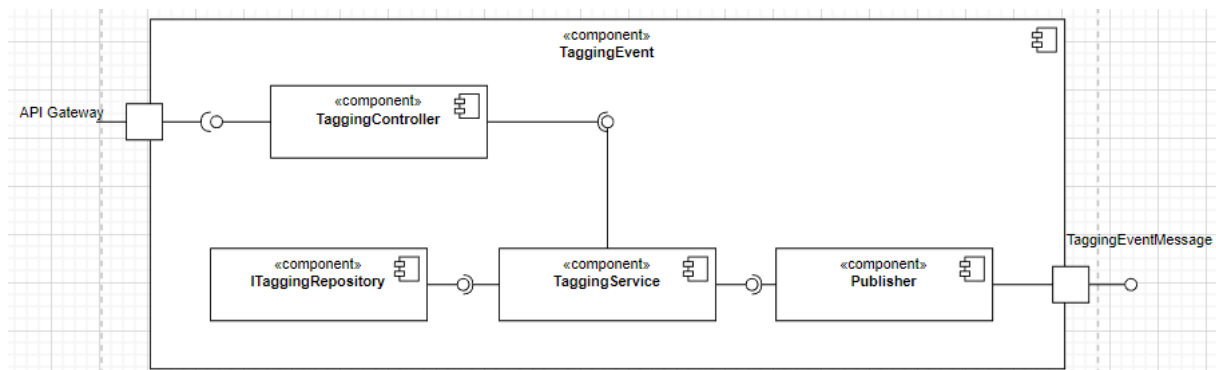 «component»
TaggingEvent
API Gateway
«component»
TaggingController
«component»
ITaggingRepository
«component»
TaggingService
«component»
Publisher
TaggingEventMessage